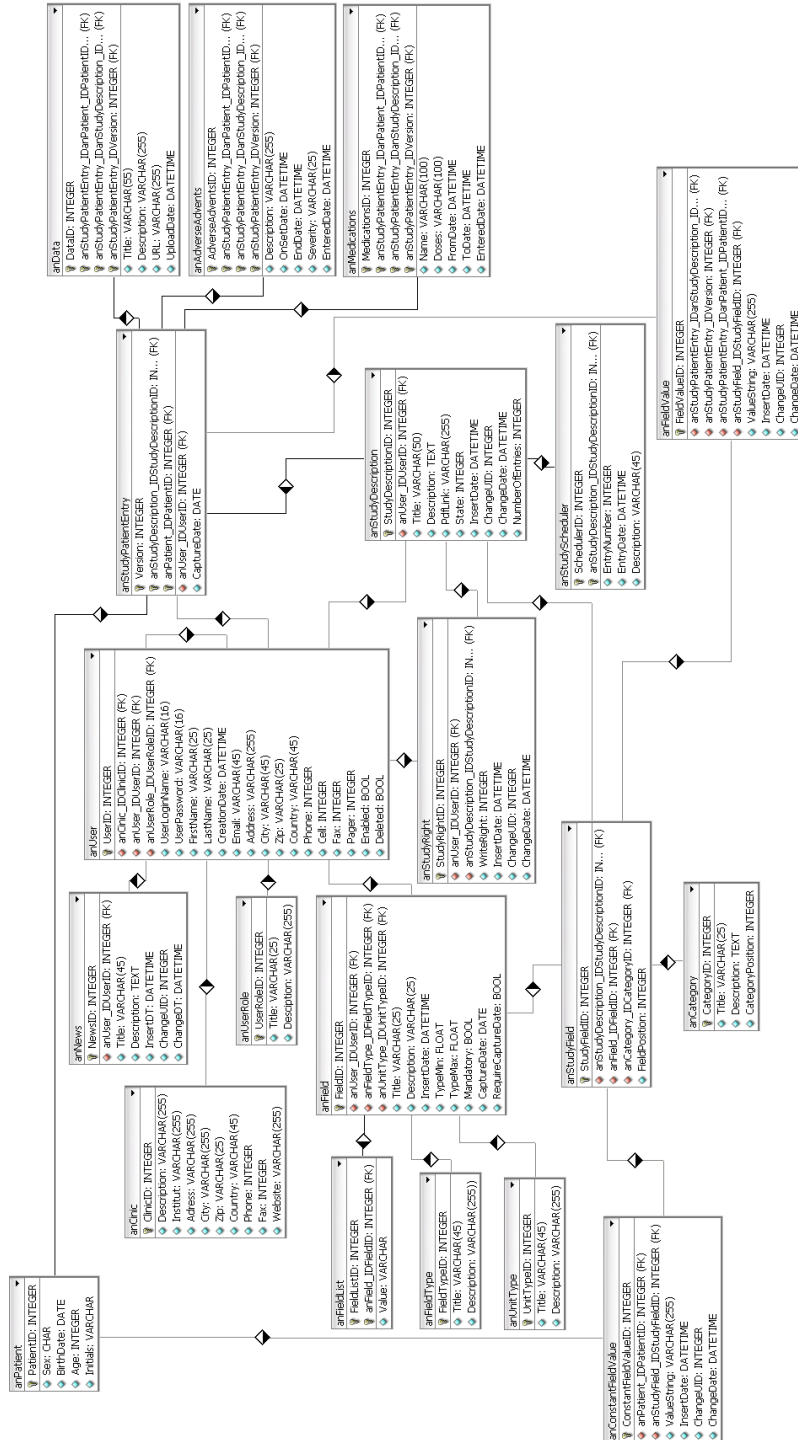 anPatient
PatientID: INTEGER
Sex: CHAR
BirthDate: DATE
Age: INTEGER
Initials: VARCHAR
anClinic
ClinicID: INTEGER
Description: VARCHAR(255)
Institut: VARCHAR(255)
Adress: VARCHAR(255)
City: VARCHAR(255)
Zip: VARCHAR(25)
Country: VARCHAR(45)
Phone: INTEGER
Fax: INTEGER
Website: VARCHAR(255)
anNews
NewsID: INTEGER
anUser_IDUserID: INTEGER (FK)
Title: VARCHAR(45)
Description: TEXT
InsertDT: DATETIME
ChangeUID: INTEGER
ChangeDT: DATETIME
anUserRole
UserRoleID: INTEGER
Title: VARCHAR(25)
Desciption: VARCHAR(255)
anUser
UserID: INTEGER
anClinic_IDClinicID: INTEGER (FK)
anUser_IDUserID: INTEGER (FK)
anUserRole_IDUserRoleID: INTEGER (FK)
UserLoginName: VARCHAR(16)
UserPassword: VARCHAR(16)
FirstName: VARCHAR(25)
LastName: VARCHAR(25)
CreationDate: DATETIME
Email: VARCHAR(45)
Address: VARCHAR(255)
City: VARCHAR(45)
Zip: VARCHAR(25)
Country: VARCHAR(45)
Phone: INTEGER
Cell: INTEGER
Fax: INTEGER
Pager: INTEGER
Enabled: BOOL
Deleted: BOOL
anStudyPatientEntry
Version: INTEGER
anStudyDescription_IDStudyDescriptionID: IN... (FK)
anPatient_IDPatientID: INTEGER (FK)
anUser_IDUserID: INTEGER (FK)
CaptureDate: DATE
anData
DataID: INTEGER
anStudyPatientEntry_IDanPatient_IDPatientID... (FK)
anStudyPatientEntry_IDanStudyDescription_ID... (FK)
anStudyPatientEntry_IDVersion: INTEGER (FK)
Title: VARCHAR(55)
Description: VARCHAR(255)
URL: VARCHAR(255)
UploadDate: DATETIME
anAdverseAdvents
AdverseAdventsID: INTEGER
anStudyPatientEntry_IDanPatient_IDPatientID... (FK)
anStudyPatientEntry_IDanStudyDescription_ID... (FK)
anStudyPatientEntry_IDVersion: INTEGER (FK)
Description: VARCHAR(255)
OnSetDate: DATETIME
EndDate: DATETIME
Severity: VARCHAR(25)
EnteredDate: DATETIME
anMedications
MedicationsID: INTEGER
anStudyPatientEntry_IDanPatient_IDPatientID... (FK)
anStudyPatientEntry_IDanStudyDescription_ID... (FK)
anStudyPatientEntry_IDVersion: INTEGER (FK)
Name: VARCHAR(100)
Doses: VARCHAR(100)
FromDate: DATETIME
ToDate: DATETIME
EnteredDate: DATETIME
anFieldList
FieldListID: INTEGER
anField_IDFieldID: INTEGER (FK)
Value: VARCHAR
anFieldType
FieldTypeID: INTEGER
Title: VARCHAR(45)
Description: VARCHAR(255))
anUnitType
UnitTypeID: INTEGER
Title: VARCHAR(45)
Description: VARCHAR(255)
anField
FieldID: INTEGER
anUser_IDUserID: INTEGER (FK)
anFieldType_IDFieldTypeID: INTEGER (FK)
anUnitType_IDUnitTypeID: INTEGER (FK)
Title: VARCHAR(25)
Description: VARCHAR(25)
InsertDate: DATETIME
TypeMin: FLOAT
TypeMax: FLOAT
Mandatory: BOOL
CaptureDate: DATE
RequireCaptureDate: BOOL
anStudyRight
StudyRightID: INTEGER
anUser_IDUserID: INTEGER (FK)
anStudyDescription_IDStudyDescriptionID: IN... (FK)
WriteRight: INTEGER
InsertDate: DATETIME
ChangeUID: INTEGER
ChangeDate: DATETIME
anStudyDescription
StudyDescriptionID: INTEGER
anUser_IDUserID: INTEGER (FK)
Title: VARCHAR(50)
Description: TEXT
PdfLink: VARCHAR(255)
State: INTEGER
InsertDate: DATETIME
ChangeUID: INTEGER
ChangeDate: DATETIME
NumberOfEntries: INTEGER
anStudyScheduler
SchedulerID: INTEGER
anStudyDescription_IDStudyDescriptionID: IN... (FK)
EntryNumber: INTEGER
EntryDate: DATETIME
Description: VARCHAR(45)
anConstantFieldValue
ConstantFieldValueID: INTEGER
anPatient_IDPatientID: INTEGER (FK)
anStudyField_IDStudyFieldID: INTEGER (FK)
ValueString: VARCHAR(255)
InsertDate: DATETIME
ChangeUID: INTEGER
ChangeDate: DATETIME
anStudyField
StudyFieldID: INTEGER
anStudyDescription_IDStudyDescriptionID: IN... (FK)
anField_IDFieldID: INTEGER (FK)
anCategory_IDCategoryID: INTEGER (FK)
FieldPosition: INTEGER
anCategory
CategoryID: INTEGER
Title: VARCHAR(25)
Description: TEXT
CategoryPosition: INTEGER
anFieldValue
FieldValueID: INTEGER
anStudyPatientEntry_IDanStudyDescription_ID... (FK)
anStudyPatientEntry_IDVersion: INTEGER (FK)
anStudyPatientEntry_IDanPatient_IDPatientID... (FK)
anStudyField_IDStudyFieldID: INTEGER (FK)
ValueString: VARCHAR(255)
InsertDate: DATETIME
ChangeUID: INTEGER
ChangeDate: DATETIME